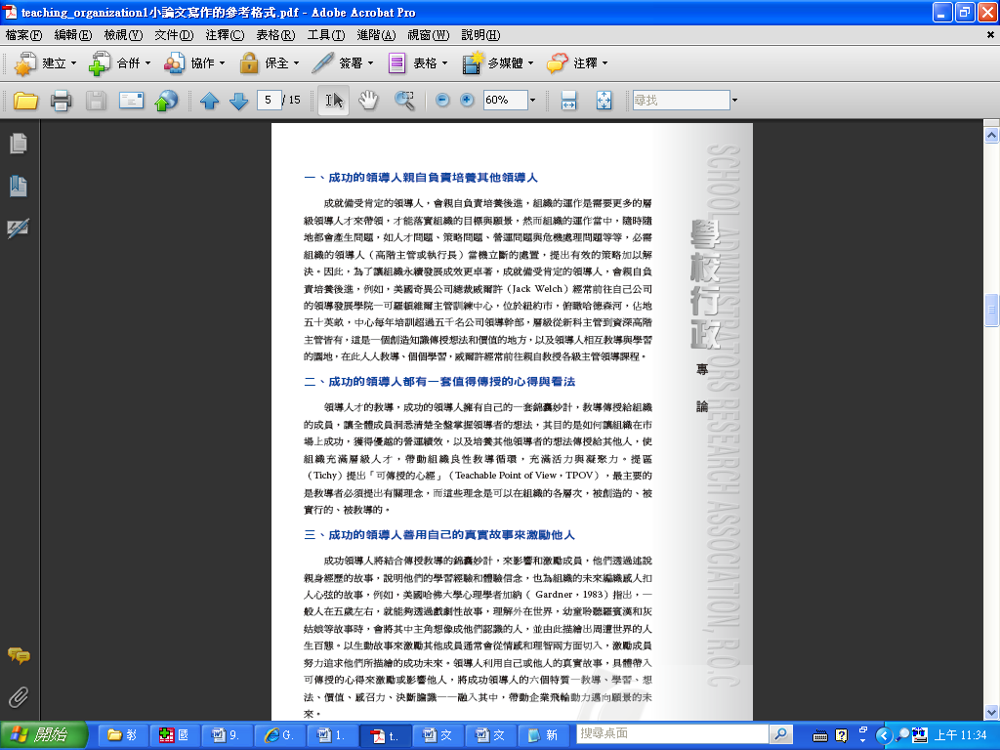 teaching_organization1小論文寫作的參考格式.pdf - Adobe Acrobat Pro
檔案(F) 編輯(E) 檢視(V) 文件(D) 注釋(C) 表格(R) 工具(T) 進階(A) 視窗(W) 說明(H)
建立 合併 協作 保全 簽署 表格 多媒體 注釋
5 / 15 60% 尋找
一、成功的領導人親自負責培養其他領導人
成就備受肯定的領導人，會親自負責培養後進，組織的運作是需要更多的層
級領導人才來帶領，才能落實組織的目標與願景，然而組織的運作當中，隨時隨
地都會產生問題，如人才問題、策略問題、營運問題與危機處理問題等等，必需
組織的領導人（高階主管或執行長）當機立斷的處置，提出有效的策略加以解
決。因此，為了讓組織永續發展成效更卓著，成就備受肯定的領導人，會親自負
責培養後進，例如，美國奇異公司總裁威爾許（Jack Welch）經常前往自己公司
的領導發展學院─可羅頓維爾主管訓練中心，位於紐約市，俯瞰哈德森河，佔地
五十英畝，中心每年培訓超過五千名公司領導幹部，層級從新科主管到資深高階
主管皆有，這是一個創造知識傳授想法和價值的地方，以及領導人相互教導與學習
的園地，在此人人教導、個個學習，威爾許經常前往親自教授各級主管領導課程。
二、成功的領導人都有一套值得傳授的心得與看法
領導人才的教導，成功的領導人擁有自己的一套錦囊妙計，教導傳授給組織
的成員，讓全體成員洞悉清楚全盤掌握領導者的想法，其目的是如何讓組織在市
場上成功，獲得優越的營運績效，以及培養其他領導者的想法傳授給其他人，使
組織充滿層級人才，帶動組織良性教導循環，充滿活力與凝聚力。提區
（Tichy）提出「可傳授的心經」（Teachable Point of View，TPOV），最主要的
是教導者必須提出有關理念，而這些理念是可以在組織的各層次，被創造的、被
實行的、被教導的。
三、成功的領導人善用自己的真實故事來激勵他人
成功領導人將結合傳授教導的錦囊妙計，來影響和激勵成員，他們透過述說
親身經歷的故事，說明他們的學習經驗和體驗信念，也為組織的未來編織感人扣
人心弦的故事，例如，美國哈佛大學心理學者加納（ Gardner，1983）指出，一
般人在五歲左右，就能夠透過戲劇性故事，理解外在世界，幼童聆聽羅賓漢和灰
姑娘等故事時，會將其中主角想像成他們認識的人，並由此描繪出周遭世界的人
生百態。以生動故事來激勵其他成員通常會從情感和理智兩方面切入，激勵成員
努力追求他們所描繪的成功未來。領導人利用自己或他人的真實故事，具體帶入
可傳授的心得來激勵或影響他人，將成功領導人的六個特質─教導、學習、想
法、價值、感召力、決斷膽識──融入其中，帶動企業飛輪動力邁向願景的未
來。
學校行政
專論
SCHOOL ADMINISTRATORS RESEARCH ASSOCIATION, R.O.C
開始 教 區 9. G. 1. t.. 文 文 新 搜尋桌面 上午 11:34